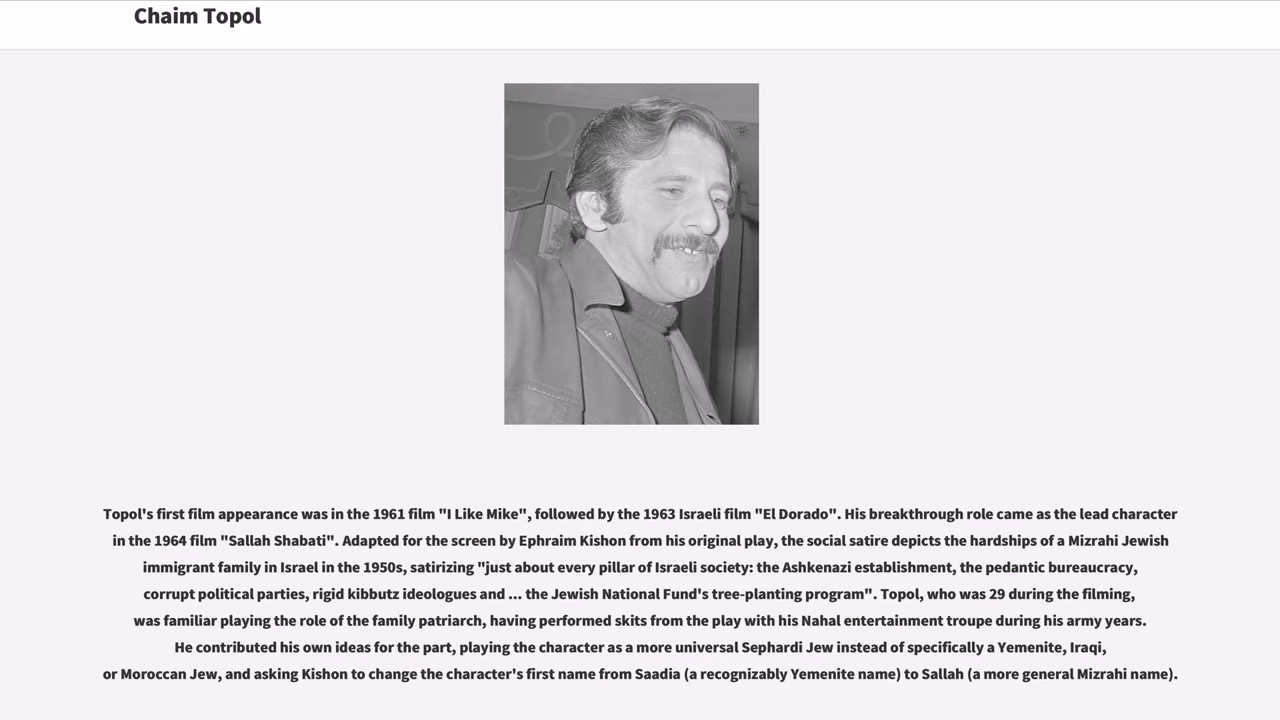 Chaim Topol
Topol's first film appearance was in the 1961 film "I Like Mike", followed by the 1963 Israeli film "El Dorado". His breakthrough role came as the lead character
in the 1964 film "Sallah Shabati". Adapted for the screen by Ephraim Kishon from his original play, the social satire depicts the hardships of a Mizrahi Jewish
immigrant family in Israel in the 1950s, satirizing "just about every pillar of Israeli society: the Ashkenazi establishment, the pedantic bureaucracy,
corrupt political parties, rigid kibbutz ideologues and ... the Jewish National Fund's tree-planting program". Topol, who was 29 during the filming,
was familiar playing the role of the family patriarch, having performed skits from the play with his Nahal entertainment troupe during his army years.
He contributed his own ideas for the part, playing the character as a more universal Sephardi Jew instead of specifically a Yemenite, Iraqi,
or Moroccan Jew, and asking Kishon to change the character's first name from Saadia (a recognizably Yemenite name) to Sallah (a more general Mizrahi name).